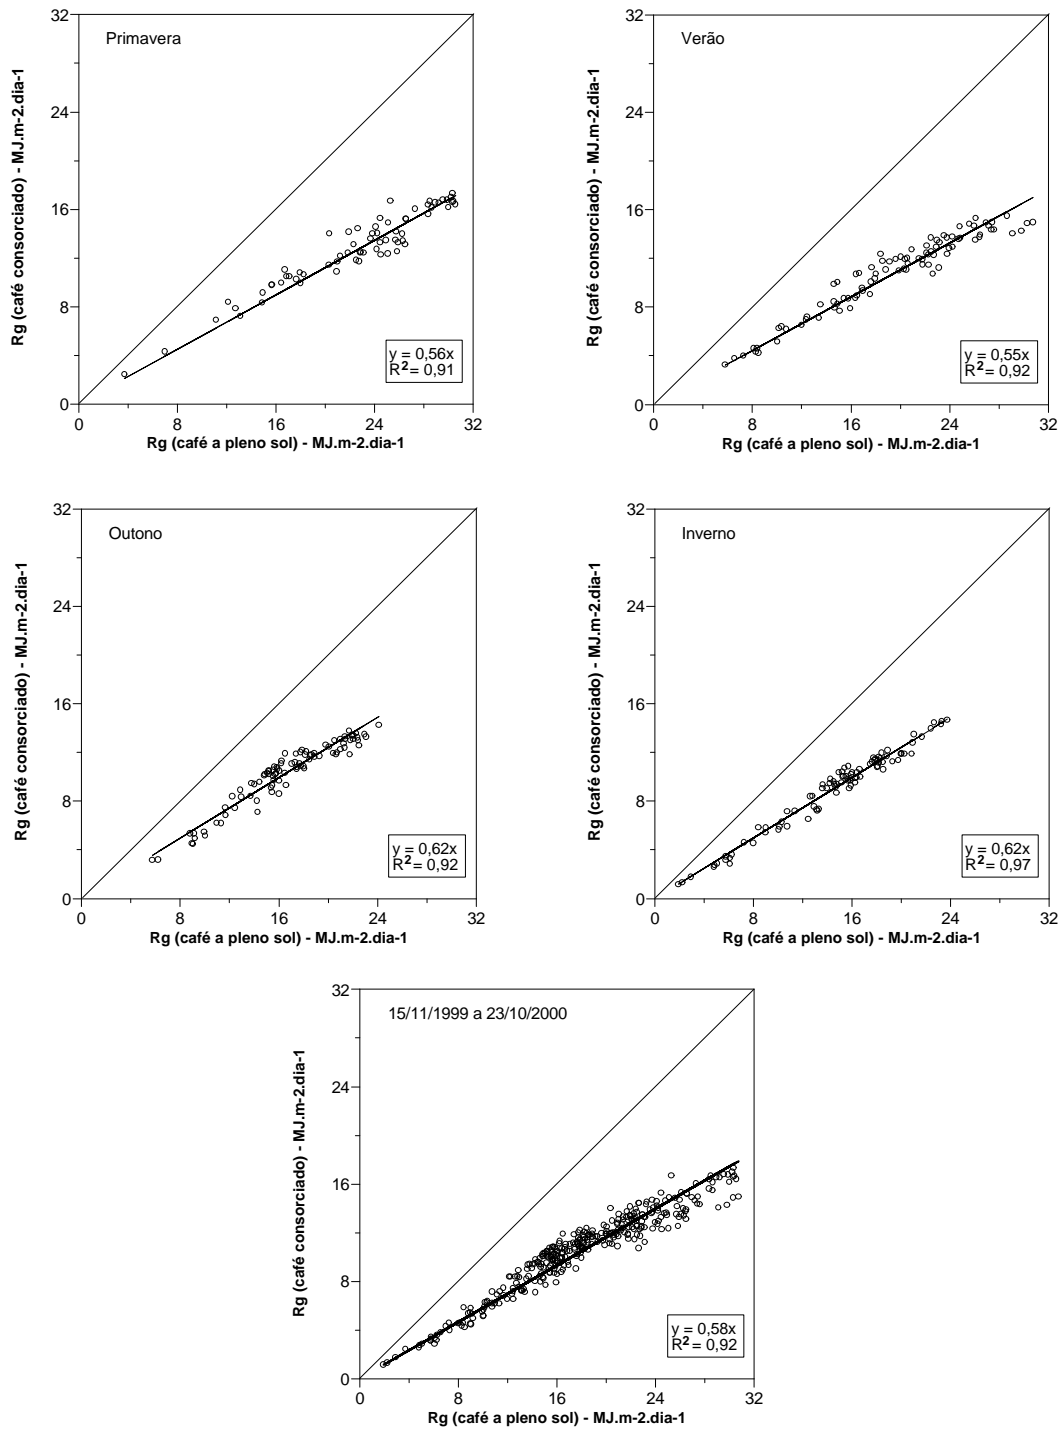 Primavera
Rg (café consorciado) - MJ.m-2.dia-1
32
24
16
8
0
y = 0,56x
R2 = 0,91
0 8 16 24 32
Rg (café a pleno sol) - MJ.m-2.dia-1
Verão
Rg (café consorciado) - MJ.m-2.dia-1
32
24
16
8
0
y = 0,55x
R2 = 0,92
0 8 16 24 32
Rg (café a pleno sol) - MJ.m-2.dia-1
Outono
Rg (café consorciado) - MJ.m-2.dia-1
32
24
16
8
0
y = 0,62x
R2 = 0,92
0 8 16 24 32
Rg (café a pleno sol) - MJ.m-2.dia-1
Inverno
Rg (café consorciado) - MJ.m-2.dia-1
32
24
16
8
0
y = 0,62x
R2 = 0,97
0 8 16 24 32
Rg (café a pleno sol) - MJ.m-2.dia-1
15/11/1999 a 23/10/2000
Rg (café consorciado) - MJ.m-2.dia-1
32
24
16
8
0
y = 0,58x
R2 = 0,92
0 8 16 24 32
Rg (café a pleno sol) - MJ.m-2.dia-1